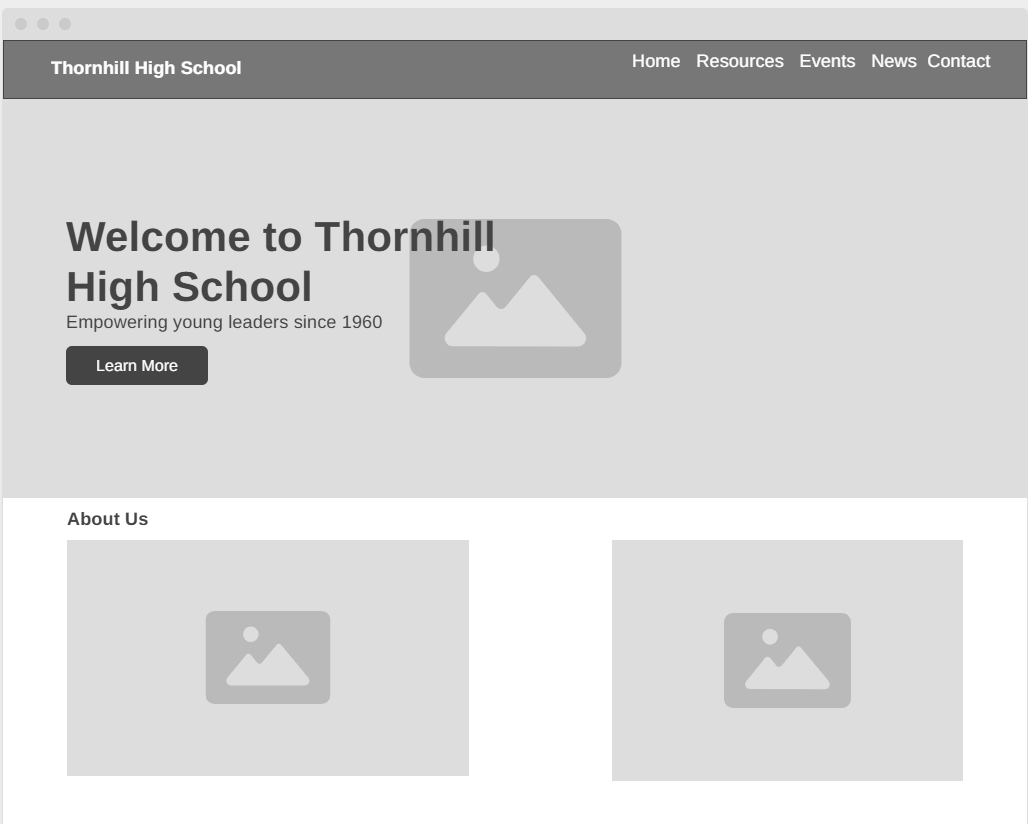 Thornhill High School
Home Resources Events News Contact
Welcome to Thornhill
High School
Empowering young leaders since 1960
Learn More
About Us